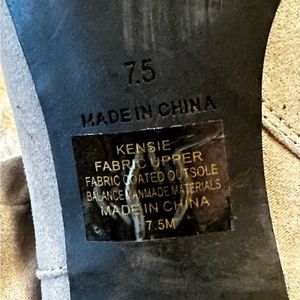 7.5
MADE IN CHINA
KENSIE
FABRIC UPPER
FABRIC COATED OUTSOLE
BALANCE MANMADE MATERIALS
MADE IN CHINA
7.5M